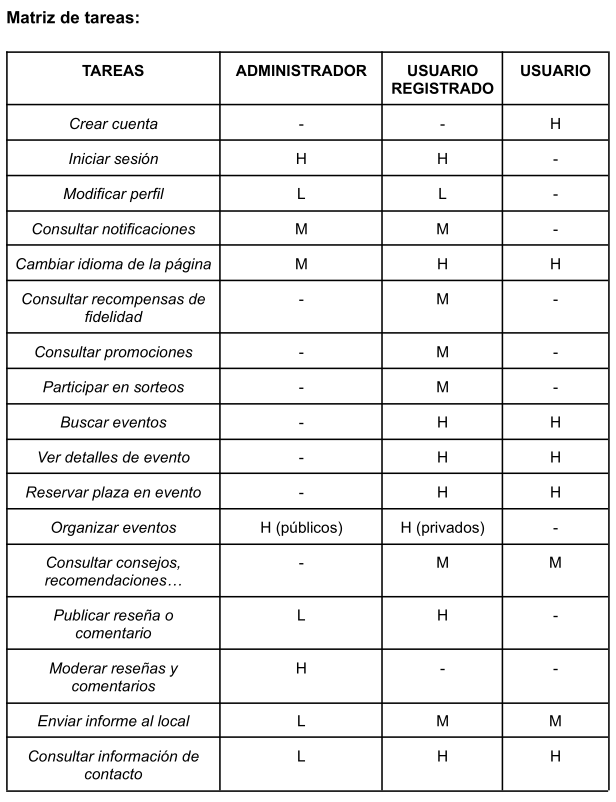 Matriz de tareas:
TAREAS ADMINISTRADOR USUARIO REGISTRADO USUARIO
Crear cuenta - - H
Iniciar sesión H H -
Modificar perfil L L -
Consultar notificaciones M M -
Cambiar idioma de la página M H H
Consultar recompensas de fidelidad - M -
Consultar promociones - M -
Participar en sorteos - M -
Buscar eventos - H H
Ver detalles de evento - H H
Reservar plaza en evento - H H
Organizar eventos H (públicos) H (privados) -
Consultar consejos, recomendaciones… - M M
Publicar reseña o comentario L H -
Moderar reseñas y comentarios H - -
Enviar informe al local L M M
Consultar información de contacto L H H